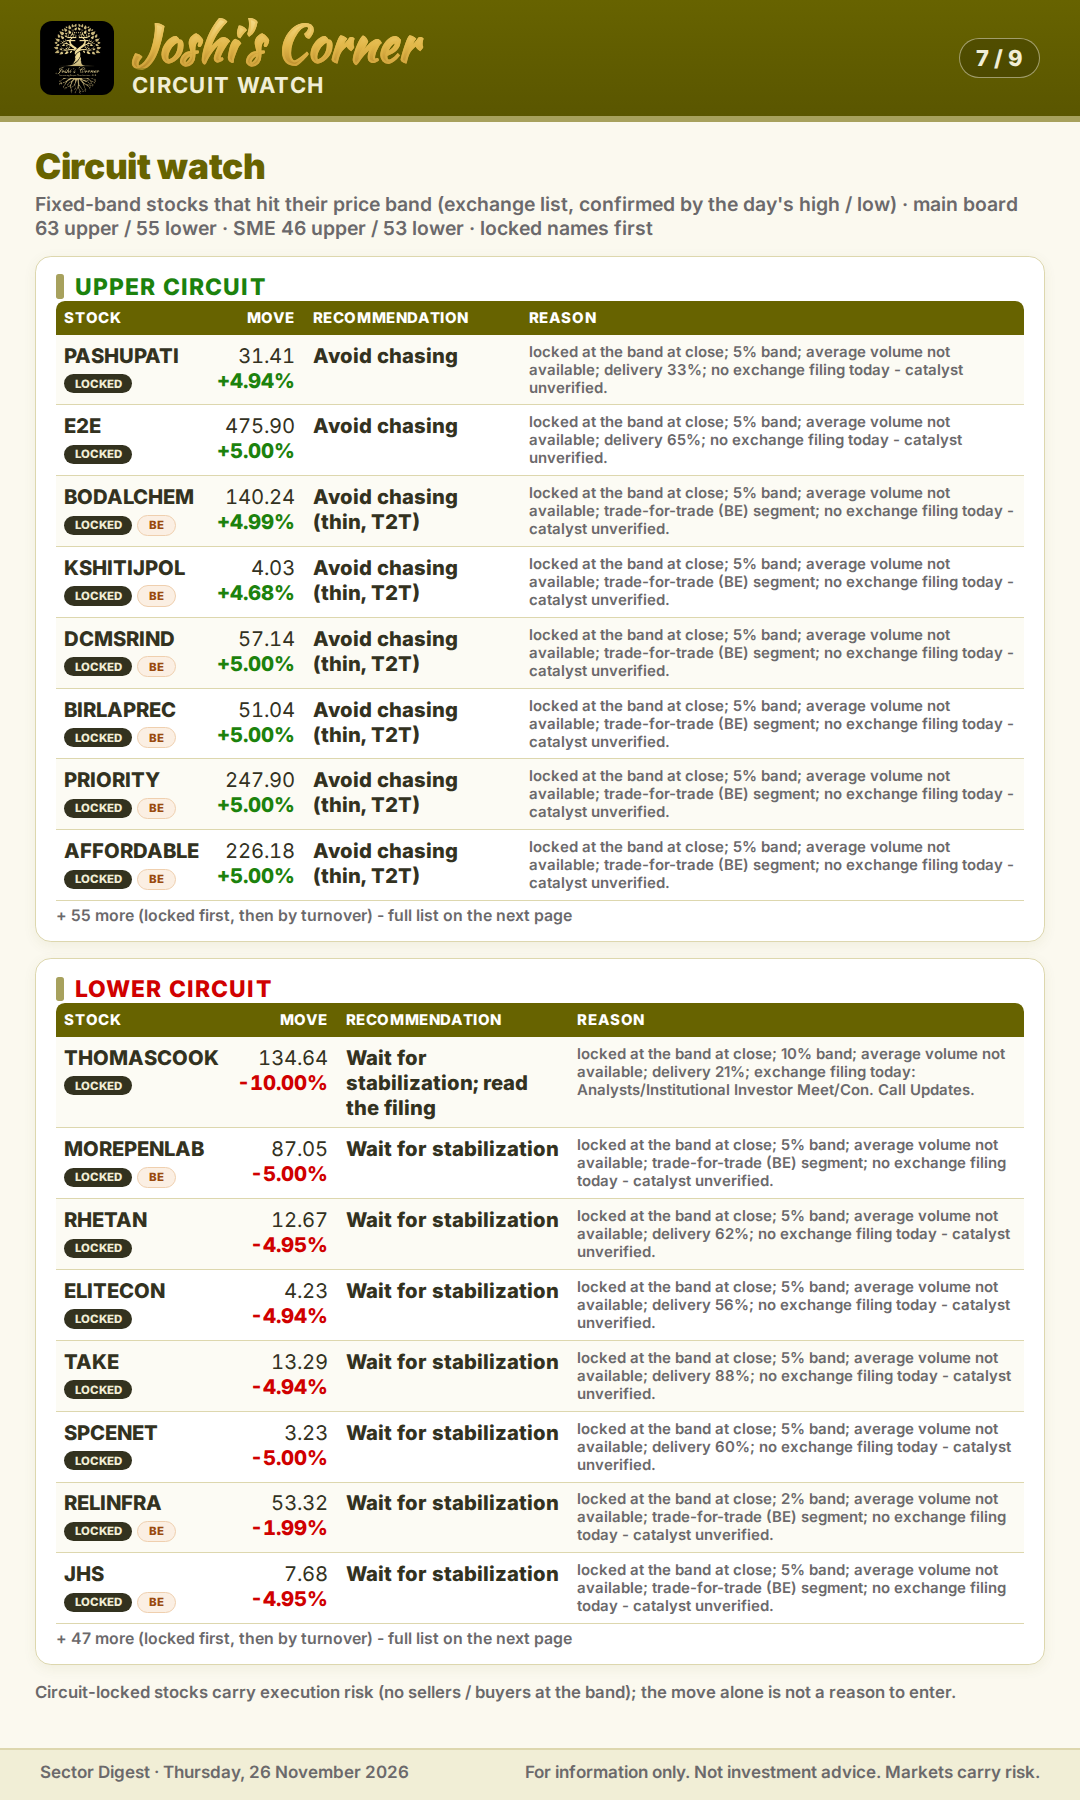 Joshi's Corner
Joshi's Corner
CIRCUIT WATCH
7 / 9
Circuit watch
Fixed-band stocks that hit their price band (exchange list, confirmed by the day's high / low) · main board
63 upper / 55 lower · SME 46 upper / 53 lower · locked names first
UPPER CIRCUIT
STOCK MOVE RECOMMENDATION REASON
PASHUPATI 31.41 Avoid chasing locked at the band at close; 5% band; average volume not
LOCKED +4.94% available; delivery 33%; no exchange filing today - catalyst
unverified.
E2E 475.90 Avoid chasing locked at the band at close; 5% band; average volume not
LOCKED +5.00% available; delivery 65%; no exchange filing today - catalyst
unverified.
BODALCHEM 140.24 Avoid chasing locked at the band at close; 5% band; average volume not
LOCKED BE +4.99% (thin, T2T) available; trade-for-trade (BE) segment; no exchange filing today -
catalyst unverified.
KSHITIJPOL 4.03 Avoid chasing locked at the band at close; 5% band; average volume not
LOCKED BE +4.68% (thin, T2T) available; trade-for-trade (BE) segment; no exchange filing today -
catalyst unverified.
DCMSRIND 57.14 Avoid chasing locked at the band at close; 5% band; average volume not
LOCKED BE +5.00% (thin, T2T) available; trade-for-trade (BE) segment; no exchange filing today -
catalyst unverified.
BIRLAPREC 51.04 Avoid chasing locked at the band at close; 5% band; average volume not
LOCKED BE +5.00% (thin, T2T) available; trade-for-trade (BE) segment; no exchange filing today -
catalyst unverified.
PRIORITY 247.90 Avoid chasing locked at the band at close; 5% band; average volume not
LOCKED BE +5.00% (thin, T2T) available; trade-for-trade (BE) segment; no exchange filing today -
catalyst unverified.
AFFORDABLE 226.18 Avoid chasing locked at the band at close; 5% band; average volume not
LOCKED BE +5.00% (thin, T2T) available; trade-for-trade (BE) segment; no exchange filing today -
catalyst unverified.
+ 55 more (locked first, then by turnover) - full list on the next page
LOWER CIRCUIT
STOCK MOVE RECOMMENDATION REASON
THOMASCOOK 134.64 Wait for locked at the band at close; 10% band; average volume not
LOCKED -10.00% stabilization; read available; delivery 21%; exchange filing today:
the filing Analysts/Institutional Investor Meet/Con. Call Updates.
MOREPENLAB 87.05 Wait for stabilization locked at the band at close; 5% band; average volume not
LOCKED BE -5.00% available; trade-for-trade (BE) segment; no exchange filing
today - catalyst unverified.
RHETAN 12.67 Wait for stabilization locked at the band at close; 5% band; average volume not
LOCKED -4.95% available; delivery 62%; no exchange filing today - catalyst
unverified.
ELITECON 4.23 Wait for stabilization locked at the band at close; 5% band; average volume not
LOCKED -4.94% available; delivery 56%; no exchange filing today - catalyst
unverified.
TAKE 13.29 Wait for stabilization locked at the band at close; 5% band; average volume not
LOCKED -4.94% available; delivery 88%; no exchange filing today - catalyst
unverified.
SPCENET 3.23 Wait for stabilization locked at the band at close; 5% band; average volume not
LOCKED -5.00% available; delivery 60%; no exchange filing today - catalyst
unverified.
RELINFRA 53.32 Wait for stabilization locked at the band at close; 2% band; average volume not
LOCKED BE -1.99% available; trade-for-trade (BE) segment; no exchange filing
today - catalyst unverified.
JHS 7.68 Wait for stabilization locked at the band at close; 5% band; average volume not
LOCKED BE -4.95% available; trade-for-trade (BE) segment; no exchange filing
today - catalyst unverified.
+ 47 more (locked first, then by turnover) - full list on the next page
Circuit-locked stocks carry execution risk (no sellers / buyers at the band); the move alone is not a reason to enter.
Sector Digest · Thursday, 26 November 2026 For information only. Not investment advice. Markets carry risk.